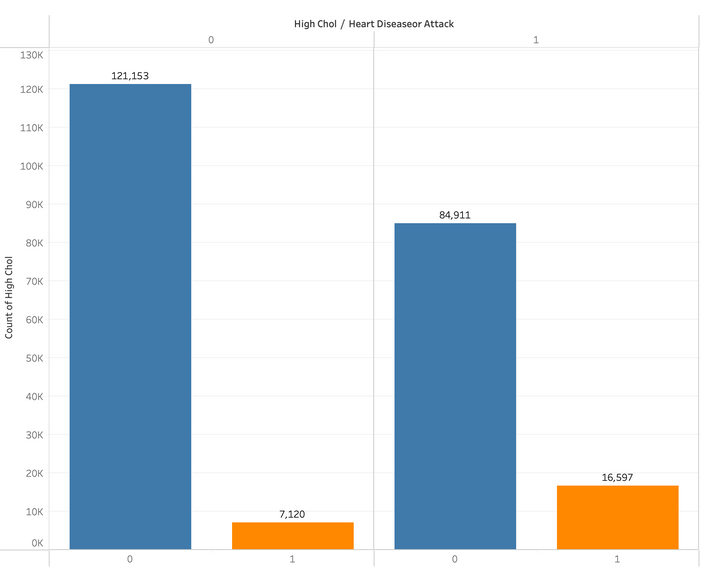 High Chol / Heart Diseaseor Attack
0 1
130K
120K
110K
100K
90K
80K
70K
60K
50K
40K
30K
20K
10K
0K
Count of High Chol
121,153
7,120
84,911
16,597
0 1 0 1